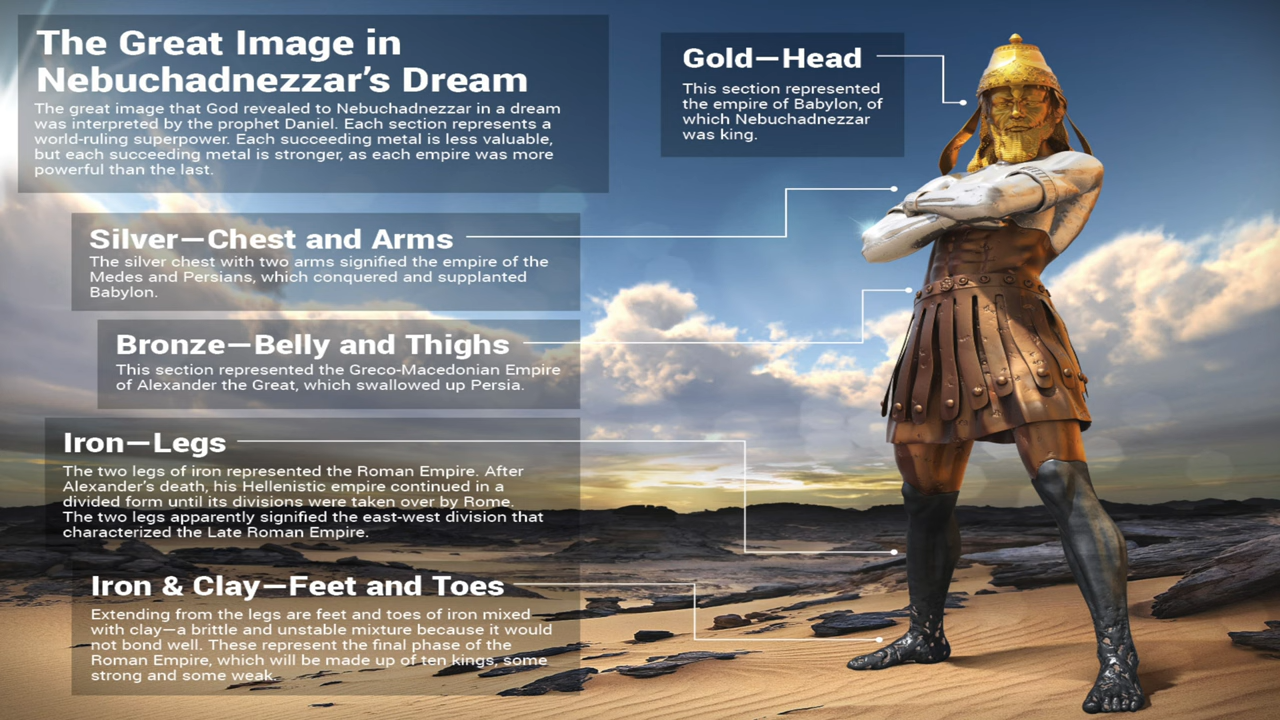 The Great Image in
Nebuchadnezzar's Dream
The great image that God revealed to Nebuchadnezzar in a dream
was interpreted by the prophet Daniel. Each section represents a
world-ruling superpower. Each succeeding metal is less valuable,
but each succeeding metal is stronger, as each empire was more
powerful than the last.
Gold—Head
This section represented
the empire of Babylon, of
which Nebuchadnezzar
was king.
Silver—Chest and Arms
The silver chest with two arms signified the empire of the
Medes and Persians, which conquered and supplanted
Babylon.
Bronze—Belly and Thighs
This section represented the Greco-Macedonian Empire
of Alexander the Great, which swallowed up Persia.
Iron—Legs
The two legs of iron represented the Roman Empire. After
Alexander's death, his Hellenistic empire continued in a
divided form until its divisions were taken over by Rome.
The two legs apparently signified the east-west division that
characterized the Late Roman Empire.
Iron & Clay—Feet and Toes
Extending from the legs are feet and toes of iron mixed
with clay—a brittle and unstable mixture because it would
not bond well. These represent the final phase of the
Roman Empire, which will be made up of ten kings, some
strong and some weak.